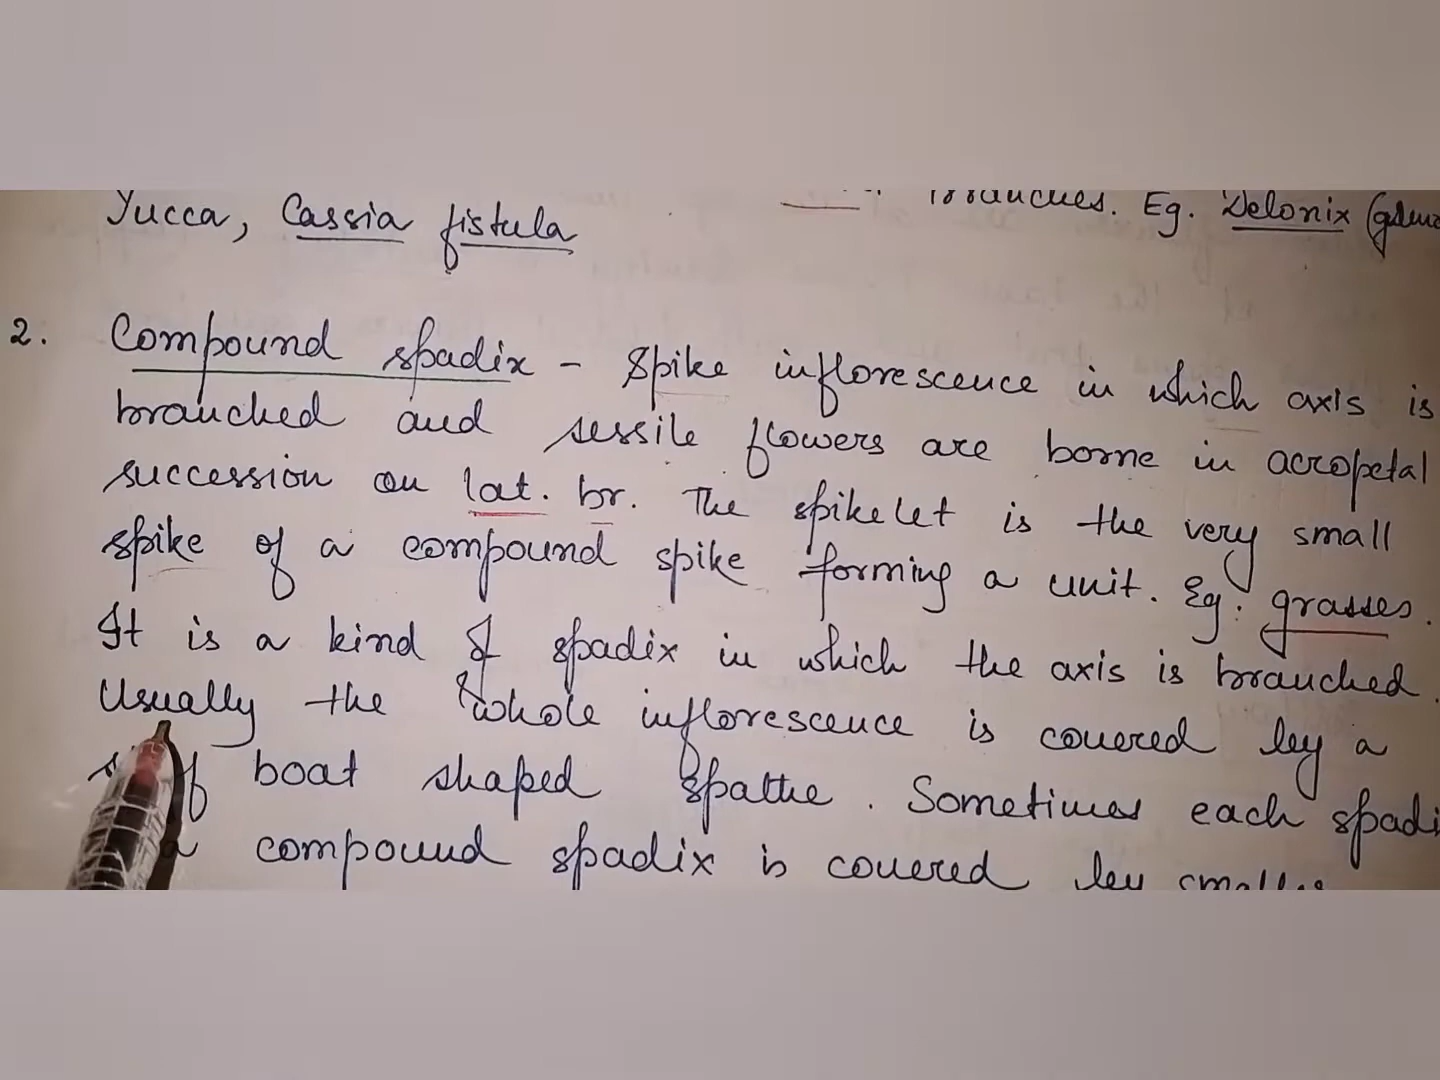 Yucca, Cassia fistula
branches. Eg. Delonix
2. Compound spadix - Spike inflorescence in which axis is
branched and sessile flowers are borne in acropetal
succession on lat. br. The spikelet is the very small
spike of a compound spike forming a unit. Eg. grasses.
It is a kind of spadix in which the axis is branched.
Usually the whole inflorescence is covered by a
boat shaped spathe. Sometimes each
a compound spadix is covered by